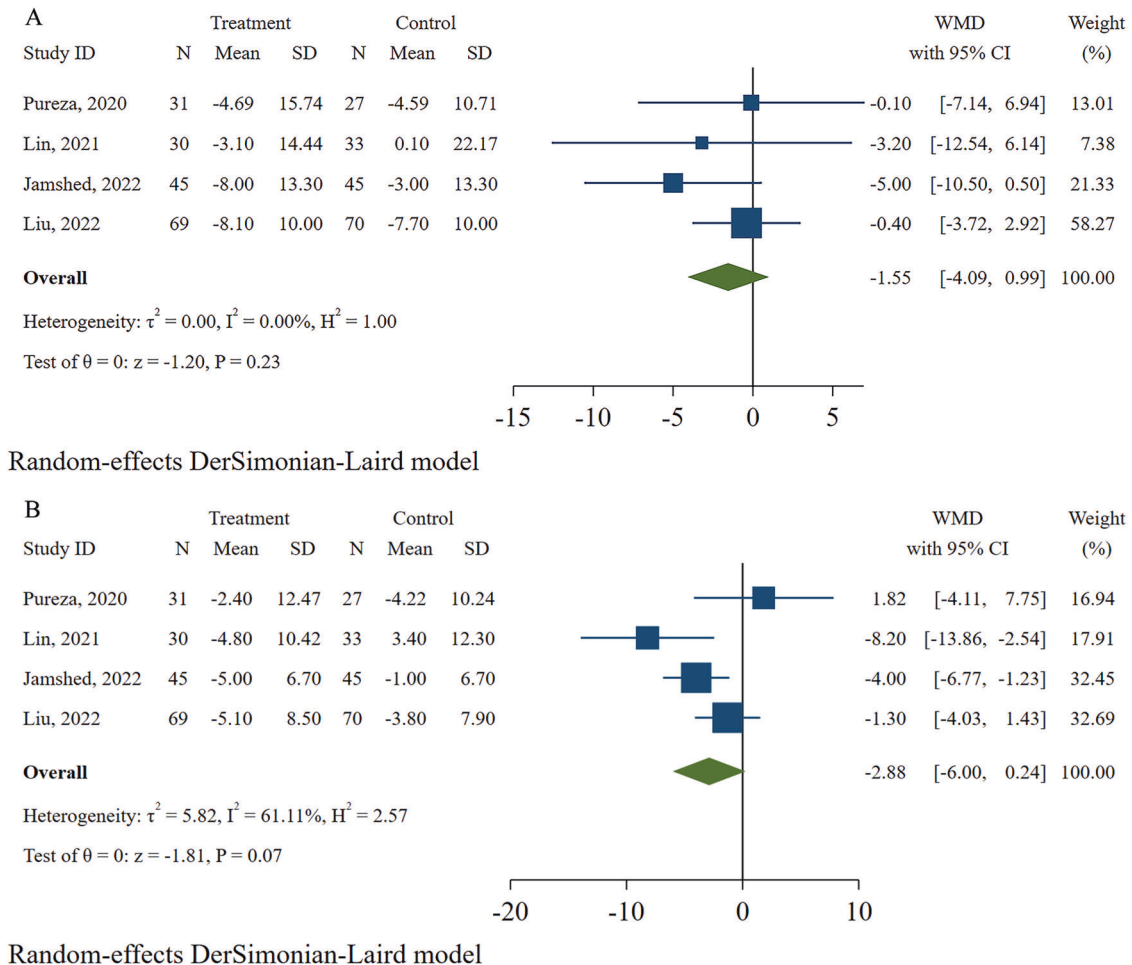 A
Treatment Control WMD Weight
Study ID N Mean SD N Mean SD with 95% CI (%)
Pureza, 2020 31 -4.69 15.74 27 -4.59 10.71 -0.10 [-7.14, 6.94] 13.01
Lin, 2021 30 -3.10 14.44 33 0.10 22.17 -3.20 [-12.54, 6.14] 7.38
Jamshed, 2022 45 -8.00 13.30 45 -3.00 13.30 -5.00 [-10.50, 0.50] 21.33
Liu, 2022 69 -8.10 10.00 70 -7.70 10.00 -0.40 [-3.72, 2.92] 58.27
Overall -1.55 [-4.09, 0.99] 100.00
Heterogeneity: τ² = 0.00, I² = 0.00%, H² = 1.00
Test of θ = 0: z = -1.20, P = 0.23
-15 -10 -5 0 5
Random-effects DerSimonian-Laird model
B
Treatment Control WMD Weight
Study ID N Mean SD N Mean SD with 95% CI (%)
Pureza, 2020 31 -2.40 12.47 27 -4.22 10.24 1.82 [-4.11, 7.75] 16.94
Lin, 2021 30 -4.80 10.42 33 3.40 12.30 -8.20 [-13.86, -2.54] 17.91
Jamshed, 2022 45 -5.00 6.70 45 -1.00 6.70 -4.00 [-6.77, -1.23] 32.45
Liu, 2022 69 -5.10 8.50 70 -3.80 7.90 -1.30 [-4.03, 1.43] 32.69
Overall -2.88 [-6.00, 0.24] 100.00
Heterogeneity: τ² = 5.82, I² = 61.11%, H² = 2.57
Test of θ = 0: z = -1.81, P = 0.07
-20 -10 0 10
Random-effects DerSimonian-Laird model